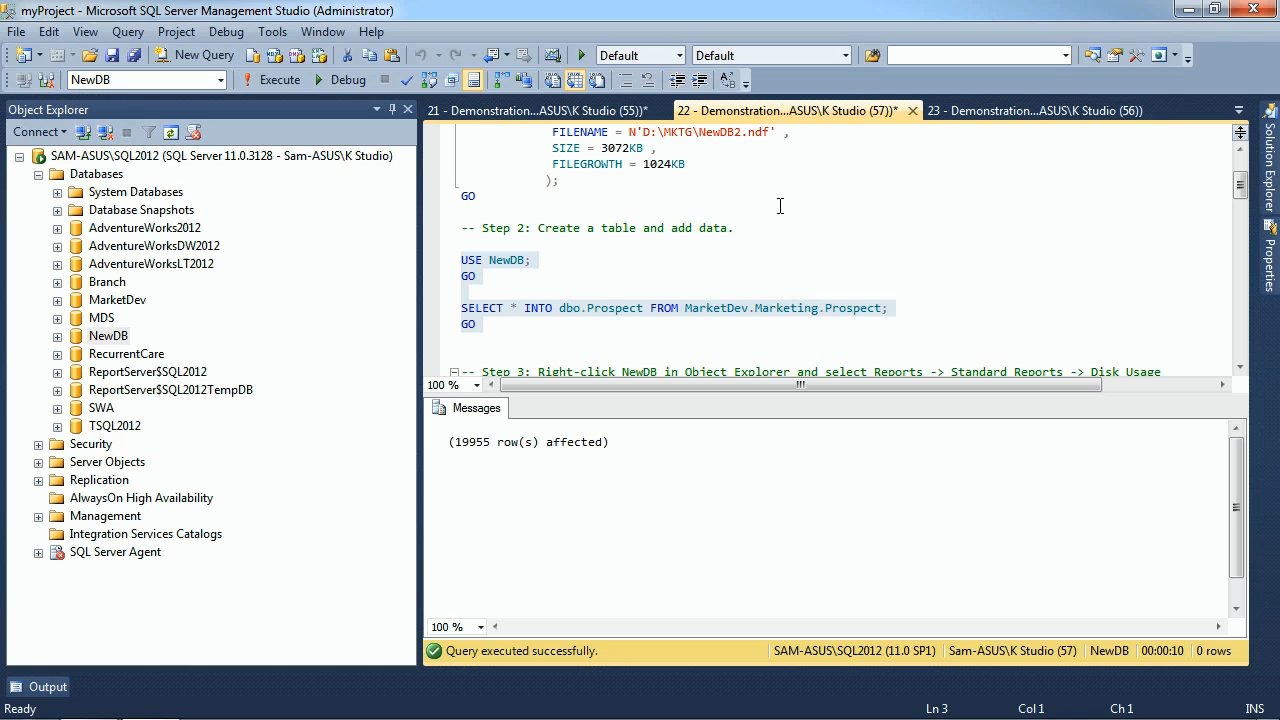 myProject - Microsoft SQL Server Management Studio (Administrator)
File Edit View Query Project Debug Tools Window Help
New Query Default Default
NewDB Execute Debug
Object Explorer
Connect
SAM-ASUS\SQL2012 (SQL Server 11.0.3128 - Sam-ASUS\K Studio)
Databases
System Databases
Database Snapshots
AdventureWorks2012
AdventureWorksDW2012
AdventureWorksLT2012
Branch
MarketDev
MDS
NewDB
RecurrentCare
ReportServer$SQL2012
ReportServer$SQL2012TempDB
SWA
TSQL2012
Security
Server Objects
Replication
AlwaysOn High Availability
Management
Integration Services Catalogs
SQL Server Agent
21 - Demonstration...ASUS\K Studio (55))* 22 - Demonstration...ASUS\K Studio (57))* 23 - Demonstration...ASUS\K Studio (56))
FILENAME = N'D:\MKTG\NewDB2.ndf' ,
SIZE = 3072KB ,
FILEGROWTH = 1024KB
);
GO
-- Step 2: Create a table and add data.
USE NewDB;
GO
SELECT * INTO dbo.Prospect FROM MarketDev.Marketing.Prospect;
GO
-- Step 3: Right-click NewDB in Object Explorer and select Reports -> Standard Reports -> Disk Usage
100 %
Messages
(19955 row(s) affected)
100 %
Query executed successfully. SAM-ASUS\SQL2012 (11.0 SP1) Sam-ASUS\K Studio (57) NewDB 00:00:10 0 rows
Solution Explorer
Properties
Output
Ready Ln 3 Col 1 Ch 1 INS